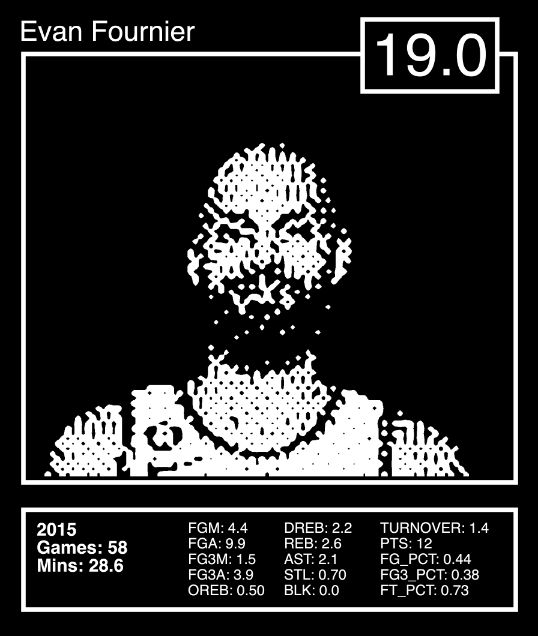 Evan Fournier
19.0
2015
Games: 58
Mins: 28.6
FGM: 4.4
FGA: 9.9
FG3M: 1.5
FG3A: 3.9
OREB: 0.50
DREB: 2.2
REB: 2.6
AST: 2.1
STL: 0.70
BLK: 0.0
TURNOVER: 1.4
PTS: 12
FG_PCT: 0.44
FG3_PCT: 0.38
FT_PCT: 0.73